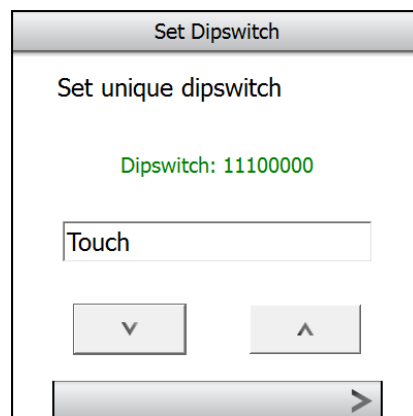 Set Dipswitch
Set unique dipswitch
Dipswitch: 11100000
Touch